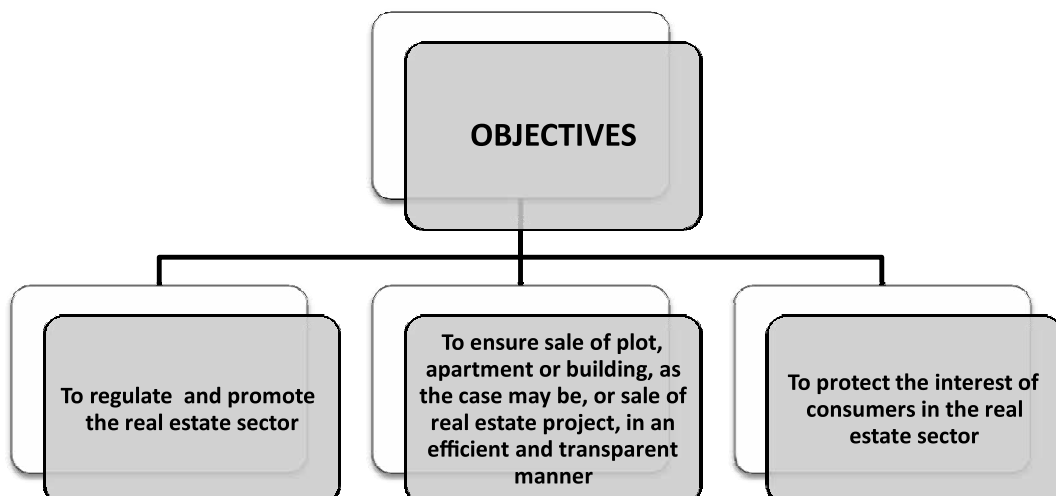 OBJECTIVES
To regulate and promote
the real estate sector
To ensure sale of plot,
apartment or building, as
the case may be, or sale of
real estate project, in an
efficient and transparent
manner
To protect the interest of
consumers in the real
estate sector